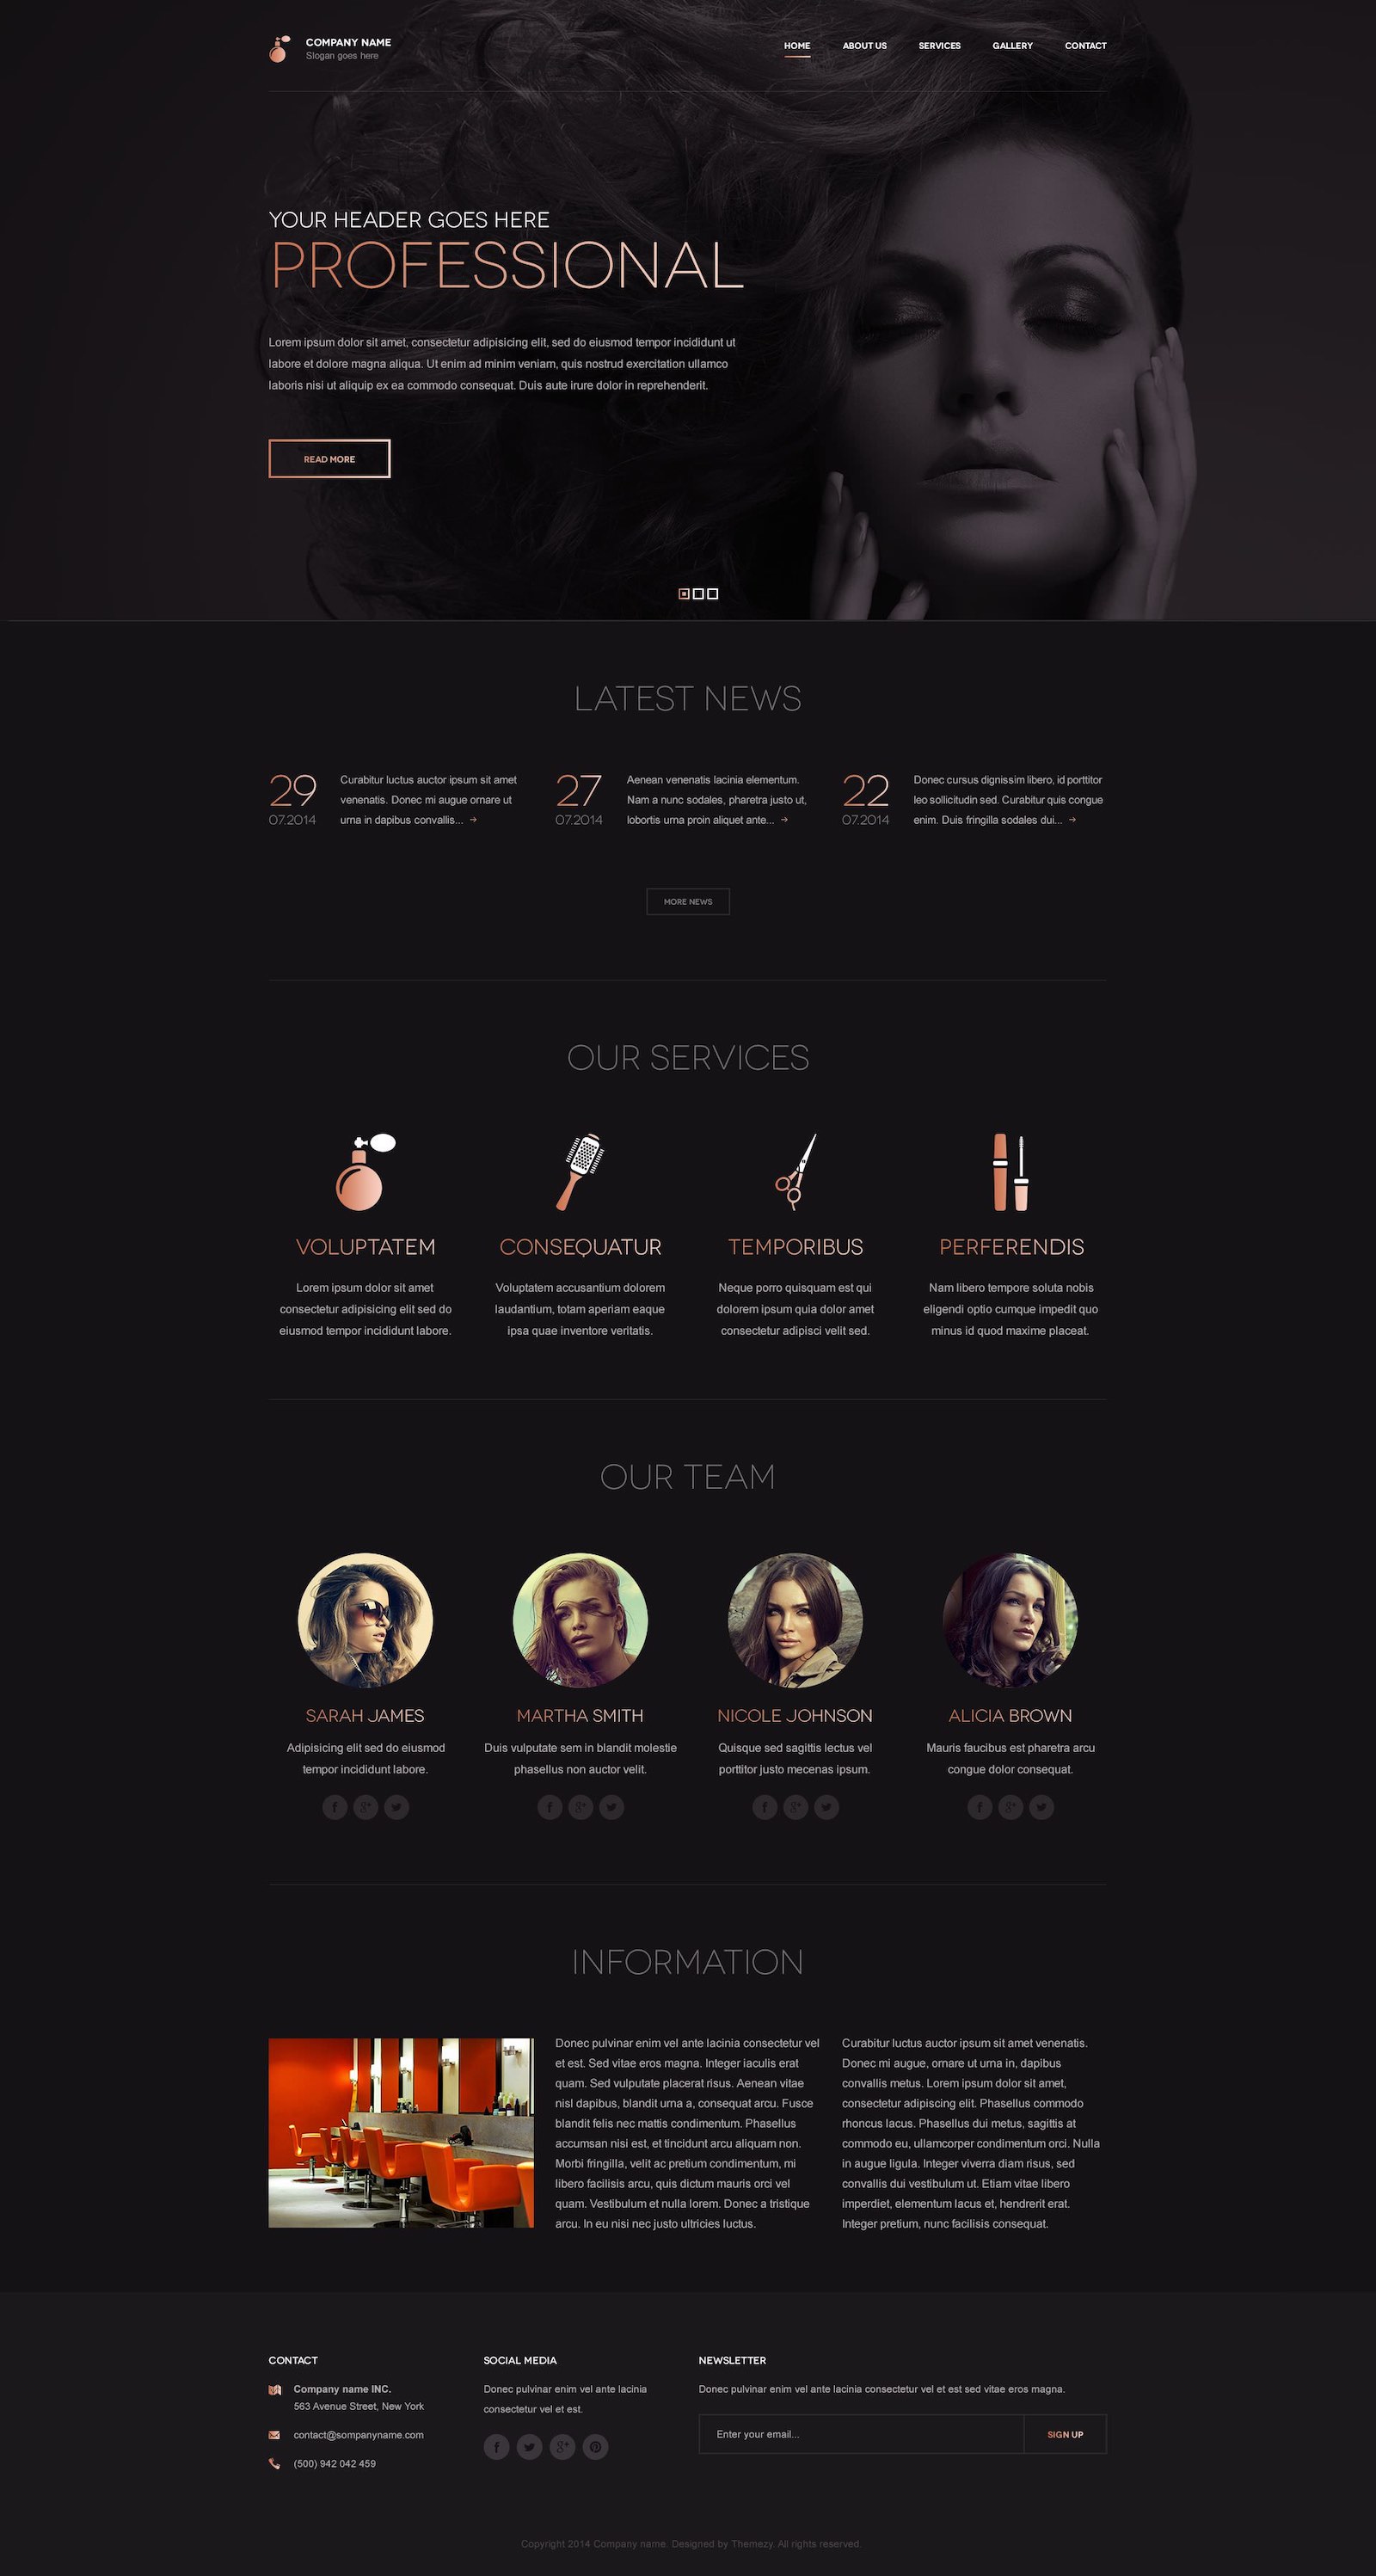 COMPANY NAME
Slogan goes here
HOME ABOUT US SERVICES GALLERY CONTACT
YOUR HEADER GOES HERE
PROFESSIONAL
Lorem ipsum dolor sit amet, consectetur adipisicing elit, sed do eiusmod tempor incididunt ut
labore et dolore magna aliqua. Ut enim ad minim veniam, quis nostrud exercitation ullamco
laboris nisi ut aliquip ex ea commodo consequat. Duis aute irure dolor in reprehenderit.
READ MORE
LATEST NEWS
29
07.2014
Curabitur luctus auctor ipsum sit amet
venenatis. Donec mi augue ornare ut
urna in dapibus convallis... →
27
07.2014
Aenean venenatis lacinia elementum.
Nam a nunc sodales, pharetra justo ut,
lobortis urna proin aliquet ante... →
22
07.2014
Donec cursus dignissim libero, id porttitor
leo sollicitudin sed. Curabitur quis congue
enim. Duis fringilla sodales dui... →
MORE NEWS
OUR SERVICES
VOLUPTATEM
Lorem ipsum dolor sit amet
consectetur adipisicing elit sed do
eiusmod tempor incididunt labore.
CONSEQUATUR
Voluptatem accusantium dolorem
laudantium, totam aperiam eaque
ipsa quae inventore veritatis.
TEMPORIBUS
Neque porro quisquam est qui
dolorem ipsum quia dolor amet
consectetur adipisci velit sed.
PERFERENDIS
Nam libero tempore soluta nobis
eligendi optio cumque impedit quo
minus id quod maxime placeat.
OUR TEAM
SARAH JAMES
Adipisicing elit sed do eiusmod
tempor incididunt labore.
MARTHA SMITH
Duis vulputate sem in blandit molestie
phasellus non auctor velit.
NICOLE JOHNSON
Quisque sed sagittis lectus vel
porttitor justo mecenas ipsum.
ALICIA BROWN
Mauris faucibus est pharetra arcu
congue dolor consequat.
INFORMATION
Donec pulvinar enim vel ante lacinia consectetur vel
et est. Sed vitae eros magna. Integer iaculis erat
quam. Sed vulputate placerat risus. Aenean vitae
nisl dapibus, blandit urna a, consequat arcu. Fusce
blandit felis nec mattis condimentum. Phasellus
accumsan nisi est, et tincidunt arcu aliquam non.
Morbi fringilla, velit ac pretium condimentum, mi
libero facilisis arcu, quis dictum mauris orci vel
quam. Vestibulum et nulla lorem. Donec a tristique
arcu. In eu nisi nec justo ultricies luctus.
Curabitur luctus auctor ipsum sit amet venenatis.
Donec mi augue, ornare ut urna in, dapibus
convallis metus. Lorem ipsum dolor sit amet,
consectetur adipiscing elit. Phasellus commodo
rhoncus lacus. Phasellus dui metus, sagittis at
commodo eu, ullamcorper condimentum orci. Nulla
in augue ligula. Integer viverra diam risus, sed
convallis dui vestibulum ut. Etiam vitae libero
imperdiet, elementum lacus et, hendrerit erat.
Integer pretium, nunc facilisis consequat.
CONTACT
Company name INC.
563 Avenue Street, New York
contact@sompanyname.com
(500) 942 042 459
SOCIAL MEDIA
Donec pulvinar enim vel ante lacinia
consectetur vel et est.
NEWSLETTER
Donec pulvinar enim vel ante lacinia consectetur vel et est sed vitae eros magna.
Enter your email...
SIGN UP
Copyright 2014 Company name. Designed by Themezy. All rights reserved.